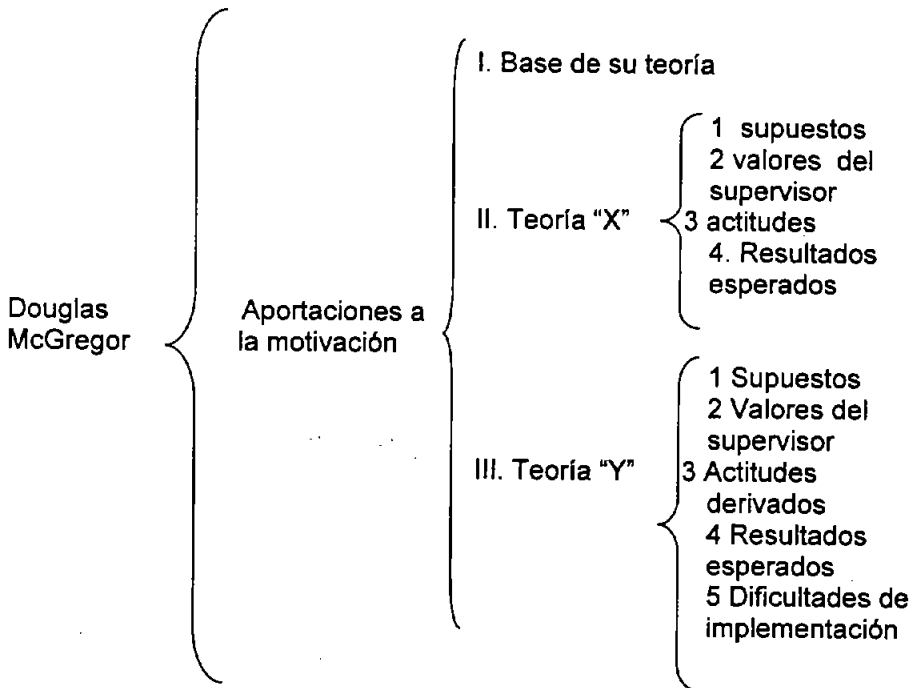 Douglas
McGregor
Aportaciones a
la motivación
I. Base de su teoría
II. Teoría “X”
1 supuestos
2 valores del
supervisor
3 actitudes
4. Resultados
esperados
III. Teoría “Y”
1 Supuestos
2 Valores del
supervisor
3 Actitudes
derivados
4 Resultados
esperados
5 Dificultades de
implementación